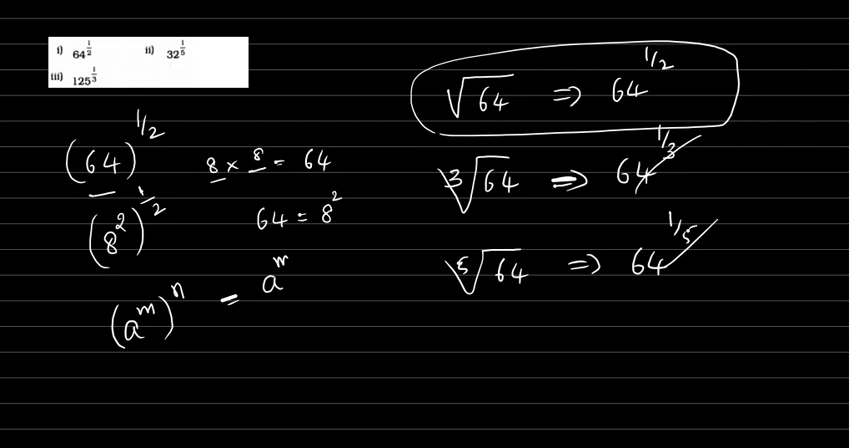 i) 64^(1/2) ii) 32^(1/5)
iii) 125^(1/3)
√64 ⇒ 64^(1/2)
(64)^(1/2) 8 × 8 = 64
∛64 ⇒ 64^(1/3)
(8^2)^(1/2) 64 = 8^2
⁵√64 ⇒ 64^(1/5)
(a^m)^n = a^m